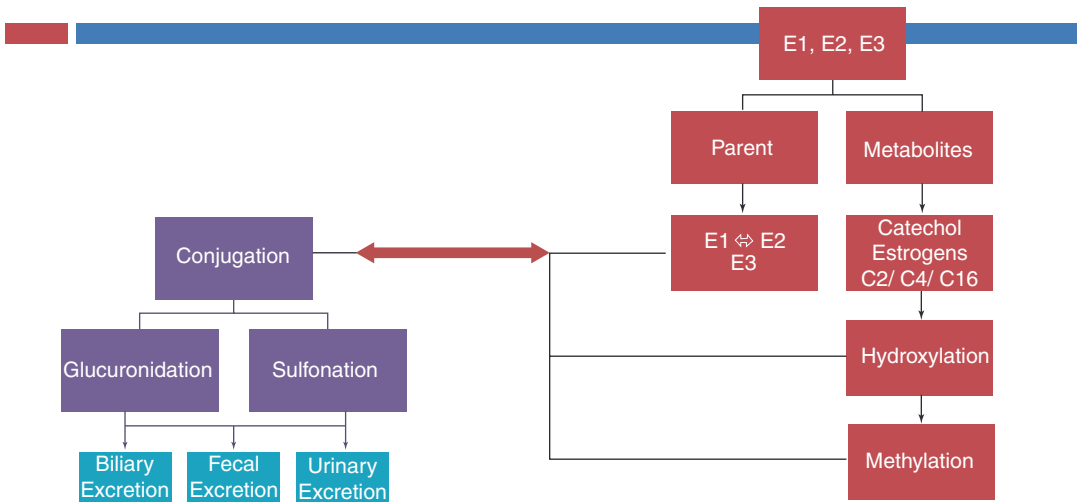 E1, E2, E3
Parent
Metabolites
E1 ⇔ E2
E3
Catechol
Estrogens
C2/ C4/ C16
Conjugation
Hydroxylation
Glucuronidation
Sulfonation
Methylation
Biliary
Excretion
Fecal
Excretion
Urinary
Excretion